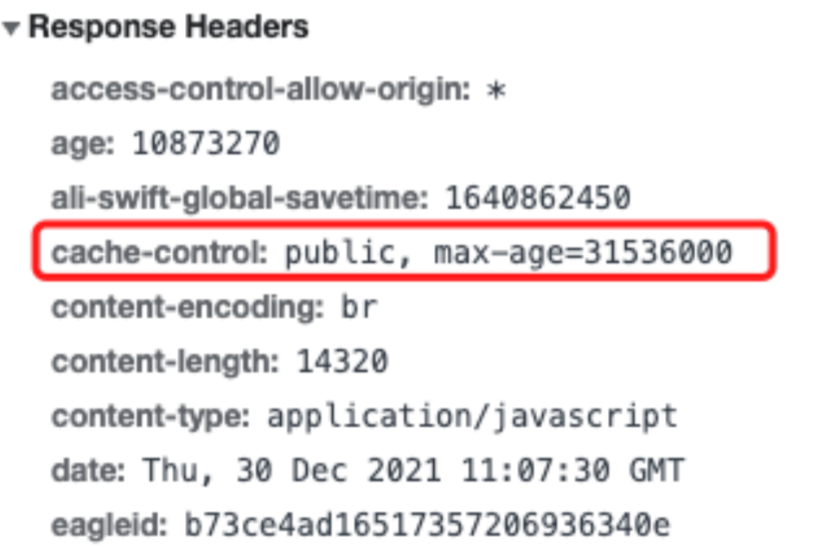 Response Headers
access-control-allow-origin: *
age: 10873270
ali-swift-global-savetime: 1640862450
cache-control: public, max-age=31536000
content-encoding: br
content-length: 14320
content-type: application/javascript
date: Thu, 30 Dec 2021 11:07:30 GMT
eagleid: b73ce4ad16517357206936340e